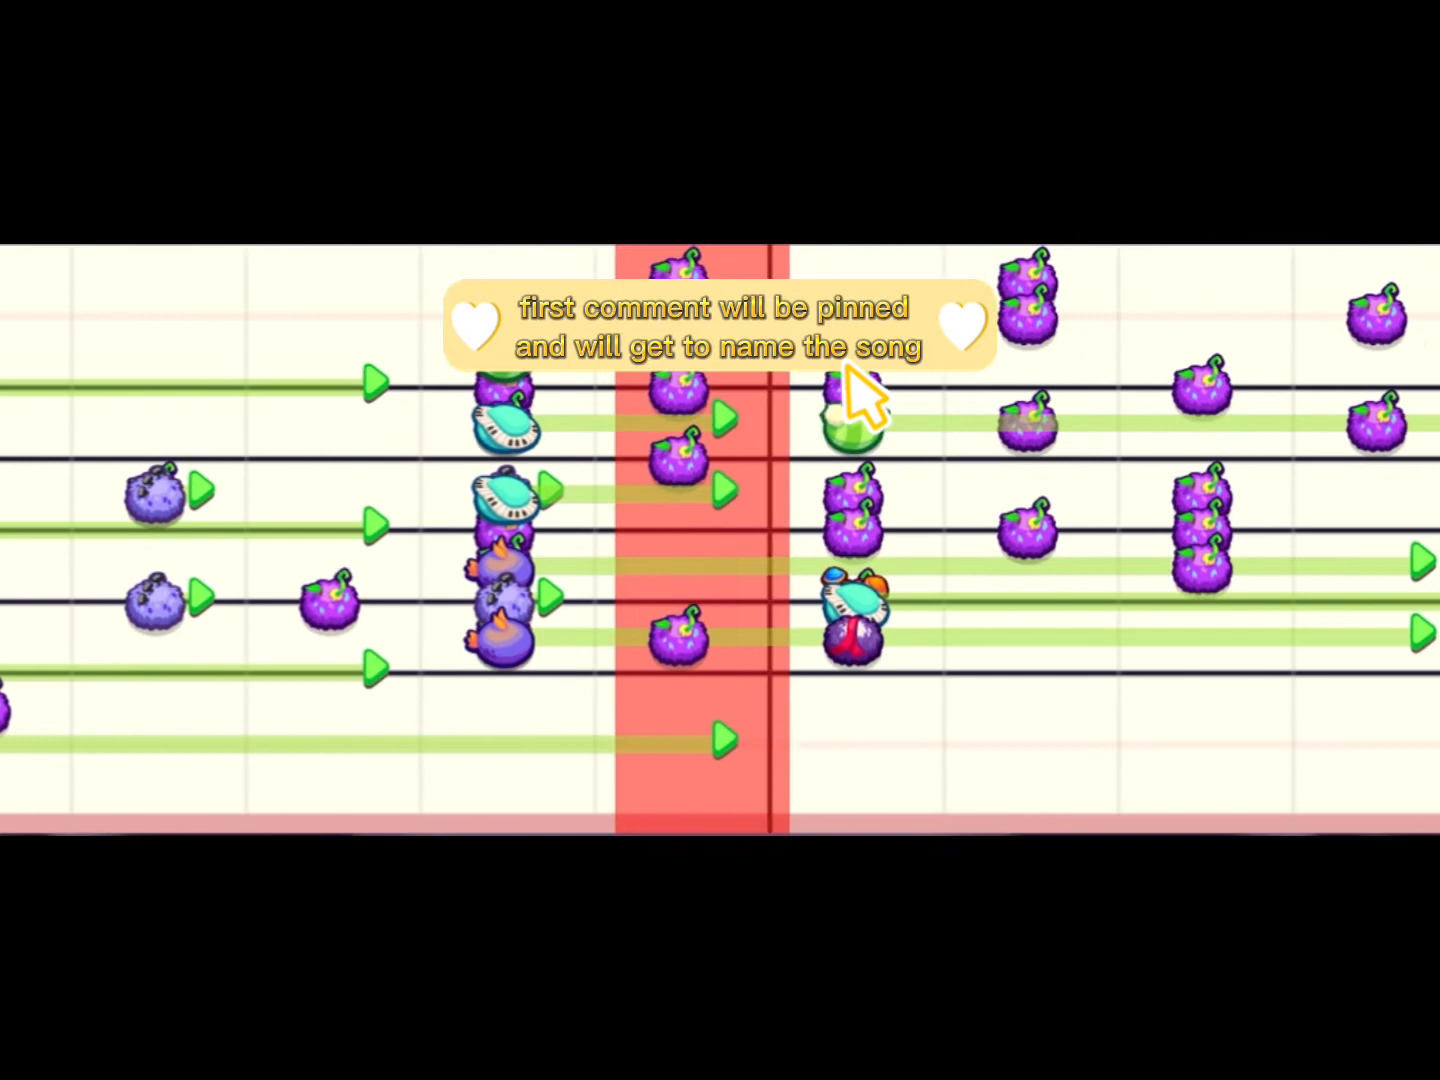 first comment will be pinned
and will get to name the song